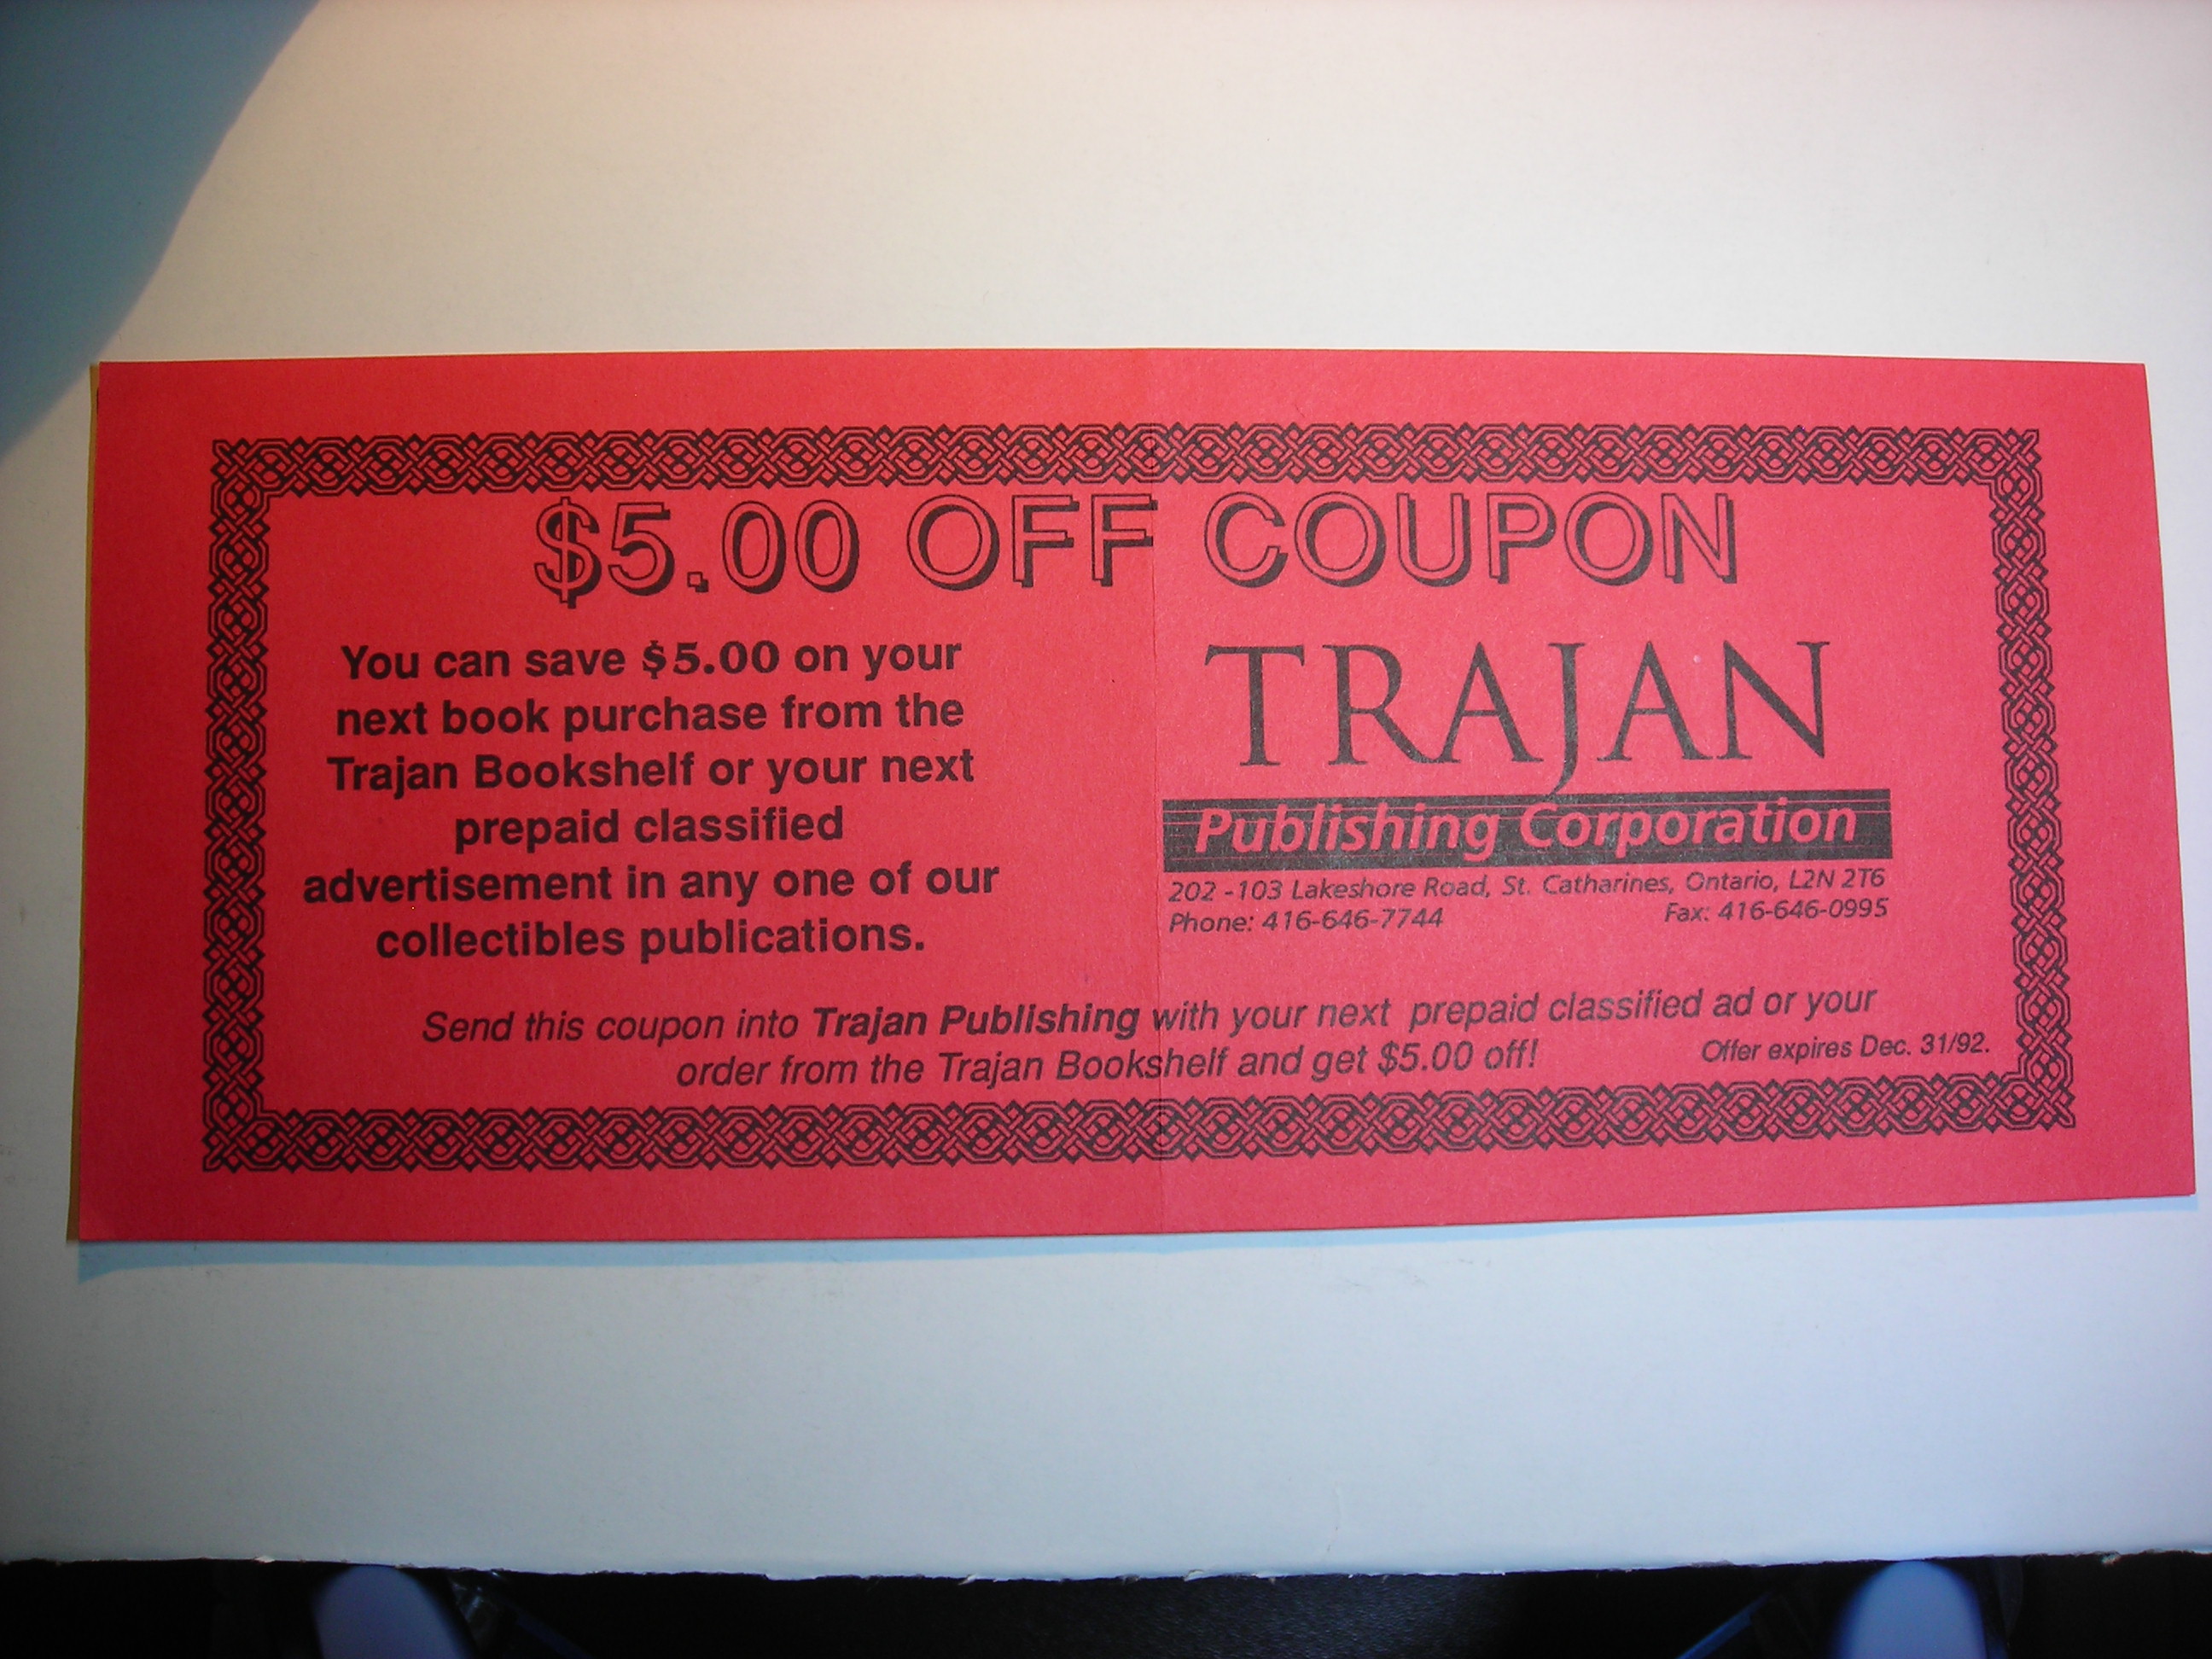 $5.00 OFF COUPON
You can save $5.00 on your
next book purchase from the
Trajan Bookshelf or your next
prepaid classified
advertisement in any one of our
collectibles publications.
TRAJAN
Publishing Corporation
202 -103 Lakeshore Road, St. Catharines, Ontario, L2N 2T6
Phone: 416-646-7744 Fax: 416-646-0995
Send this coupon into Trajan Publishing with your next prepaid classified ad or your
order from the Trajan Bookshelf and get $5.00 off!
Offer expires Dec. 31/92.